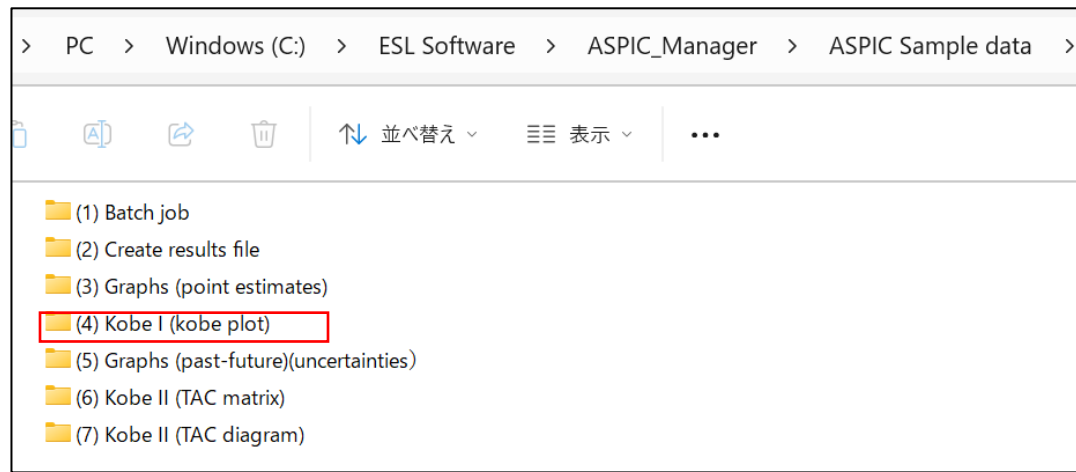 > PC > Windows (C:) > ESL Software > ASPIC_Manager > ASPIC Sample data >
並べ替え 表示 •••
(1) Batch job
(2) Create results file
(3) Graphs (point estimates)
(4) Kobe I (kobe plot)
(5) Graphs (past-future)(uncertainties）
(6) Kobe II (TAC matrix)
(7) Kobe II (TAC diagram)